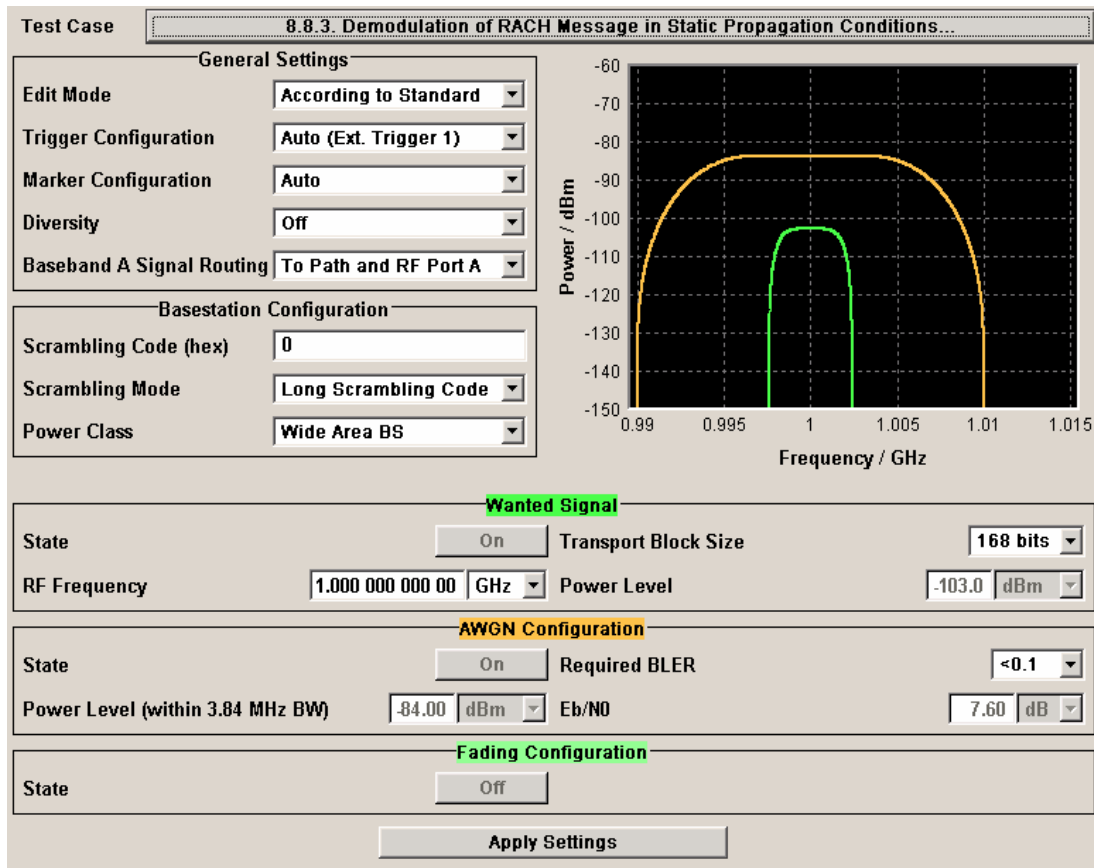 Test Case
8.8.3. Demodulation of RACH Message in Static Propagation Conditions...
General Settings
Edit Mode According to Standard
Trigger Configuration Auto (Ext. Trigger 1)
Marker Configuration Auto
Diversity Off
Baseband A Signal Routing To Path and RF Port A
Basestation Configuration
Scrambling Code (hex) 0
Scrambling Mode Long Scrambling Code
Power Class Wide Area BS
Power / dBm
-60
-70
-80
-90
-100
-110
-120
-130
-140
-150
0.99 0.995 1 1.005 1.01 1.015
Frequency / GHz
Wanted Signal
State On Transport Block Size 168 bits
RF Frequency 1.000 000 000 00 GHz Power Level -103.0 dBm
AWGN Configuration
State On Required BLER <0.1
Power Level (within 3.84 MHz BW) -84.00 dBm Eb/N0 7.60 dB
Fading Configuration
State Off
Apply Settings